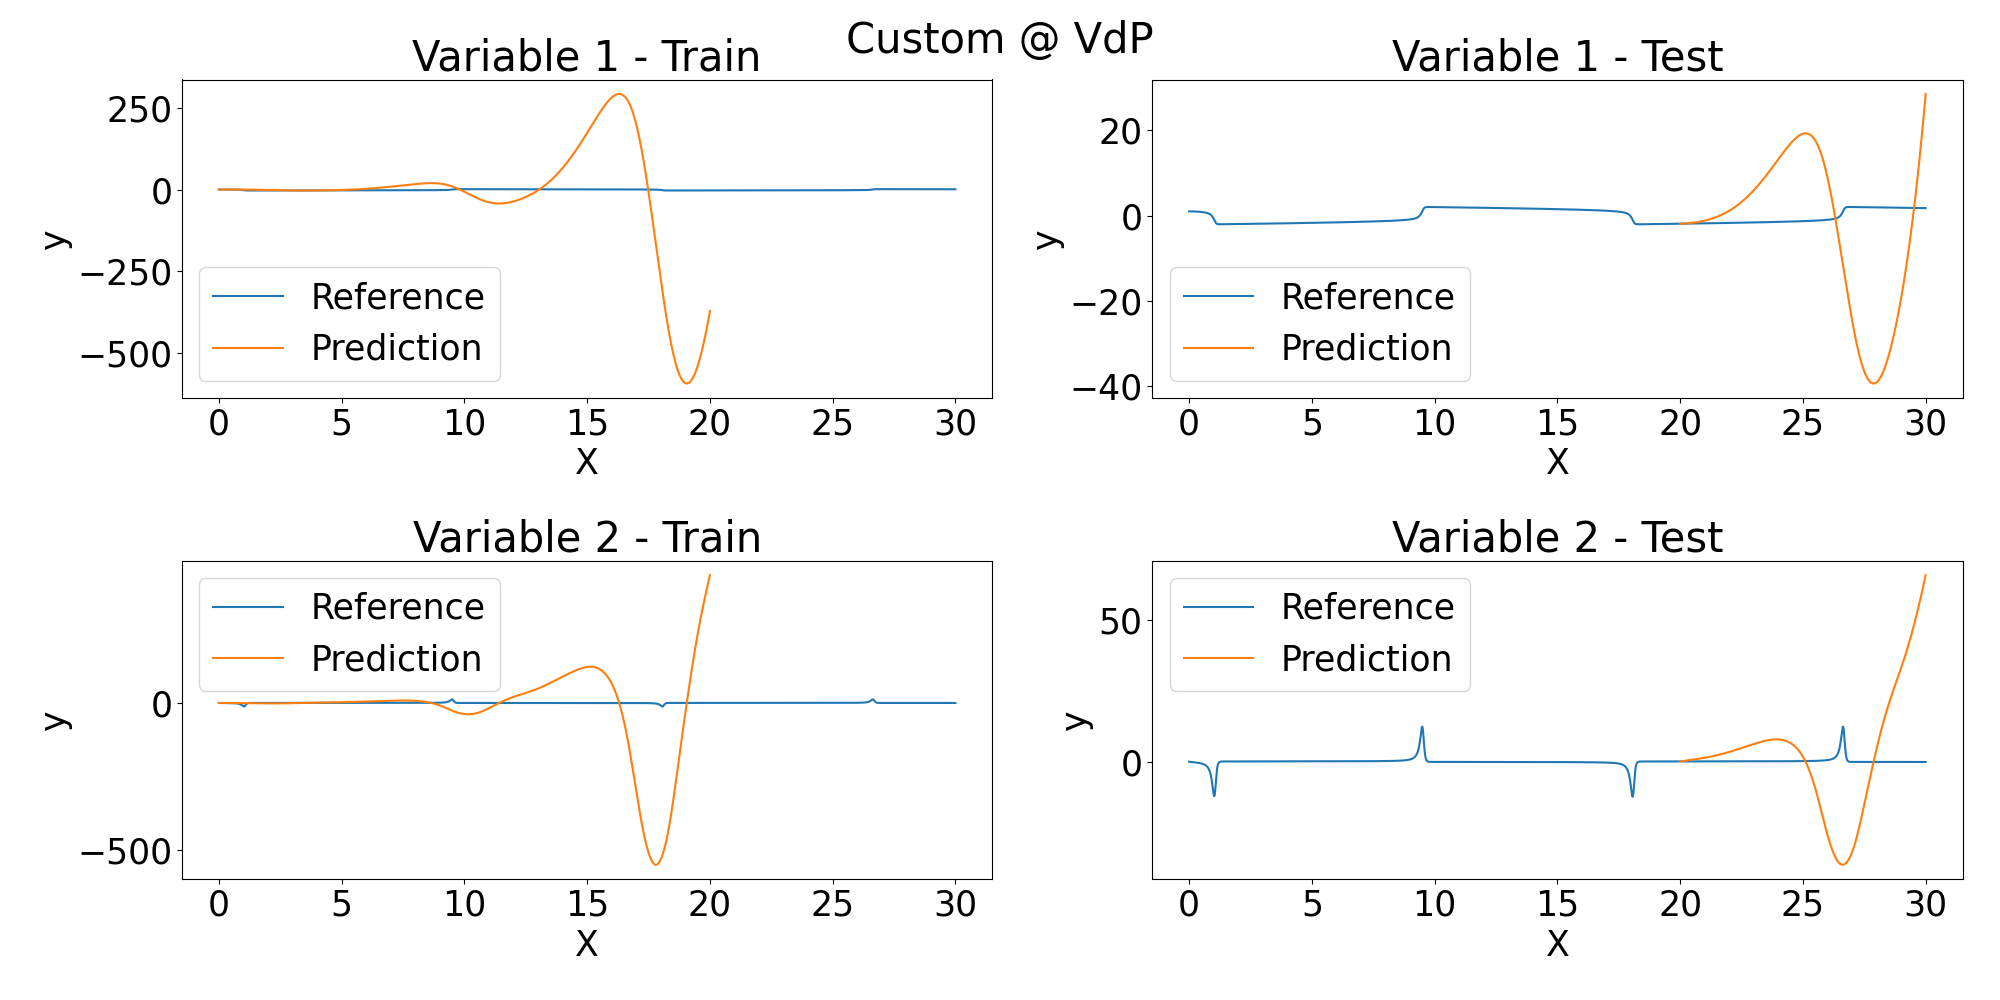 Custom @ VdP
Variable 1 - Train
250
0
−250
−500
y
Reference
Prediction
0 5 10 15 20 25 30
X
Variable 1 - Test
20
0
−20
−40
y
Reference
Prediction
0 5 10 15 20 25 30
X
Variable 2 - Train
0
−500
y
Reference
Prediction
0 5 10 15 20 25 30
X
Variable 2 - Test
50
0
y
Reference
Prediction
0 5 10 15 20 25 30
X